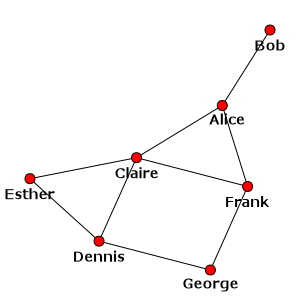 Bob
Alice
Claire
Esther
Frank
Dennis
George